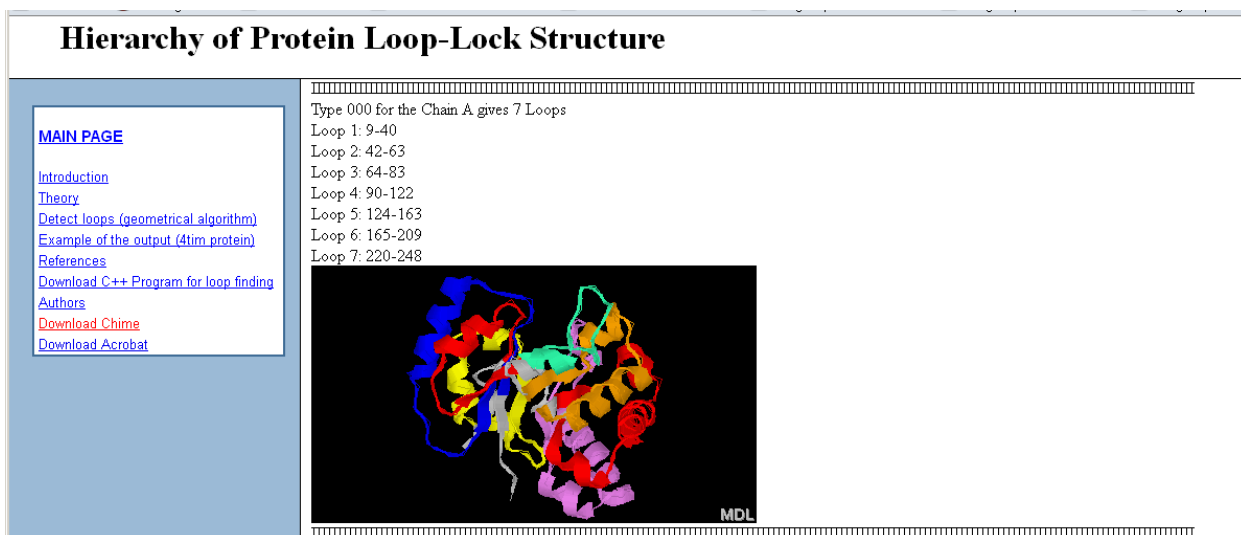 Hierarchy of Protein Loop-Lock Structure
MAIN PAGE
Introduction
Theory
Detect loops (geometrical algorithm)
Example of the output (4tim protein)
References
Download C++ Program for loop finding
Authors
Download Chime
Download Acrobat
Type 000 for the Chain A gives 7 Loops
Loop 1: 9-40
Loop 2: 42-63
Loop 3: 64-83
Loop 4: 90-122
Loop 5: 124-163
Loop 6: 165-209
Loop 7: 220-248
MDL